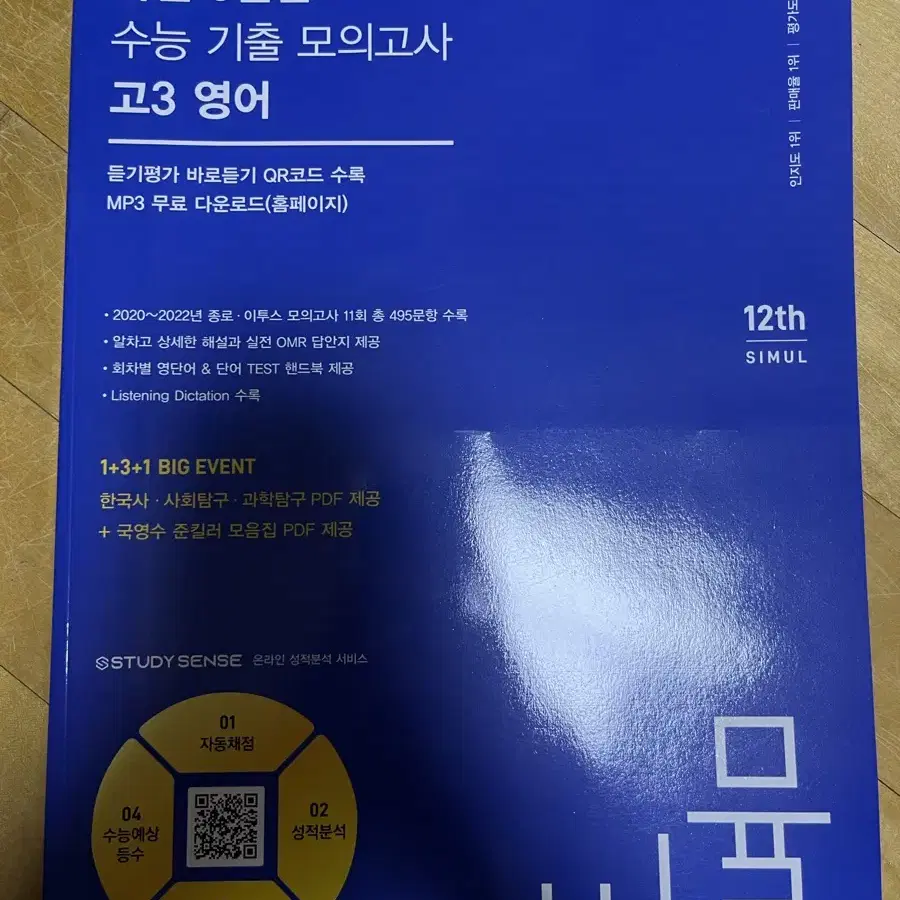 수능 기출 모의고사
고3 영어
듣기평가 바로듣기 QR코드 수록
MP3 무료 다운로드(홈페이지)
인지도 1위 | 판매율 1위 | 평가도
• 2020~2022년 종로·이투스 모의고사 11회 총 495문항 수록
• 알차고 상세한 해설과 실전 OMR 답안지 제공
• 회차별 영단어 & 단어 TEST 핸드북 제공
• Listening Dictation 수록
12th
SIMUL
1+3+1 BIG EVENT
한국사·사회탐구·과학탐구 PDF 제공
+ 국영수 준킬러 모음집 PDF 제공
STUDY SENSE 온라인 성적분석 서비스
01
자동채점
02
성적분석
04
수능예상
등수